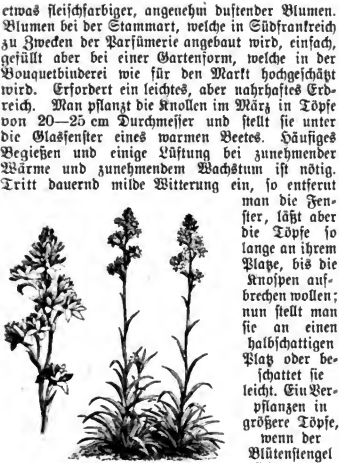 etwas fleischfarbiger, angenehm duftender Blumen.
Blumen bei der Stammart, welche in Südfrankreich
zu Zwecken der Parfümerie angebaut wird, einfach,
gefüllt aber bei einer Gartenform, welche in der
Bouquetbinderei wie für den Markt hochgeschätzt
wird. Erfordert ein leichtes, aber nahrhaftes Erd-
reich. Man pflanzt die Knollen im März in Töpfe
von 20—25 cm Durchmesser und stellt sie unter
die Glasfenster eines warmen Beetes. Häufiges
Begießen und einige Lüftung bei zunehmender
Wärme und zunehmendem Wachstum ist nötig.
Tritt dauernd milde Witterung ein, so entfernt
man die Fen-
ster, läßt aber
die Töpfe so
lange an ihrem
Platze, bis die
Knospen auf-
brechen wollen;
nun stellt man
sie an einen
halbschattigen
Platz oder be-
schattet sie
leicht. Ein Ver-
pflanzen in
größere Töpfe,
wenn der
Blütenstengel